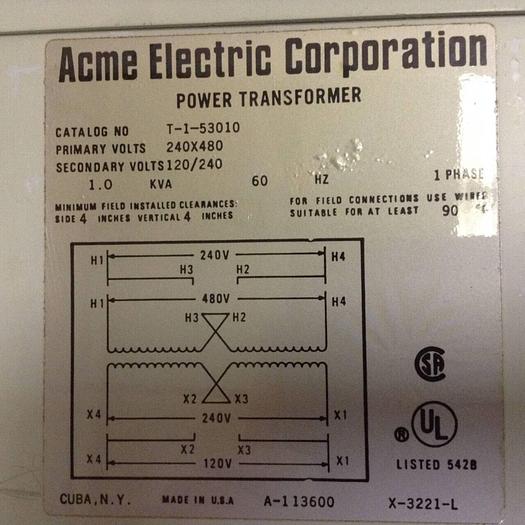 Acme Electric Corporation
POWER TRANSFORMER
CATALOG NO T-1-53010
PRIMARY VOLTS 240X480
SECONDARY VOLTS 120/240
1.0 KVA 60 HZ 1 PHASE
MINIMUM FIELD INSTALLED CLEARANCES:
SIDE 4 INCHES VERTICAL 4 INCHES
FOR FIELD CONNECTIONS USE WIRES
SUITABLE FOR AT LEAST 90 °C
H1 240V H4
H3 H2
H1 480V H4
H3 H2
X2 X3
X4 240V X1
X2 X3
X4 120V X1
SA
UL
®
LISTED 542B
CUBA, N.Y. MADE IN U.S.A A-113600 X-3221-L